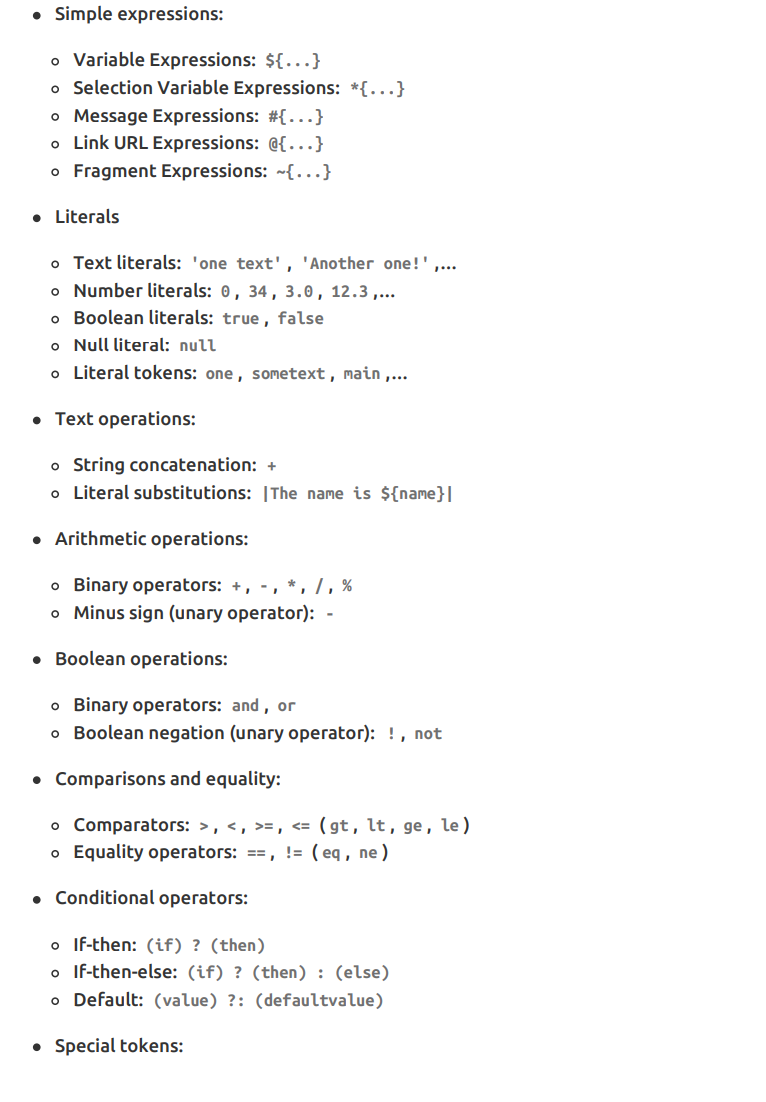 Simple expressions:
Variable Expressions: ${...}
Selection Variable Expressions: *{...}
Message Expressions: #{...}
Link URL Expressions: @{...}
Fragment Expressions: ~{...}
Literals
Text literals: 'one text', 'Another one!',...
Number literals: 0, 34, 3.0, 12.3,...
Boolean literals: true, false
Null literal: null
Literal tokens: one, sometext, main,...
Text operations:
String concatenation: +
Literal substitutions: |The name is ${name}|
Arithmetic operations:
Binary operators: +, -, *, /, %
Minus sign (unary operator): -
Boolean operations:
Binary operators: and, or
Boolean negation (unary operator): !, not
Comparisons and equality:
Comparators: >, <, >=, <= (gt, lt, ge, le)
Equality operators: ==, != (eq, ne)
Conditional operators:
If-then: (if) ? (then)
If-then-else: (if) ? (then) : (else)
Default: (value) ?: (defaultvalue)
Special tokens: